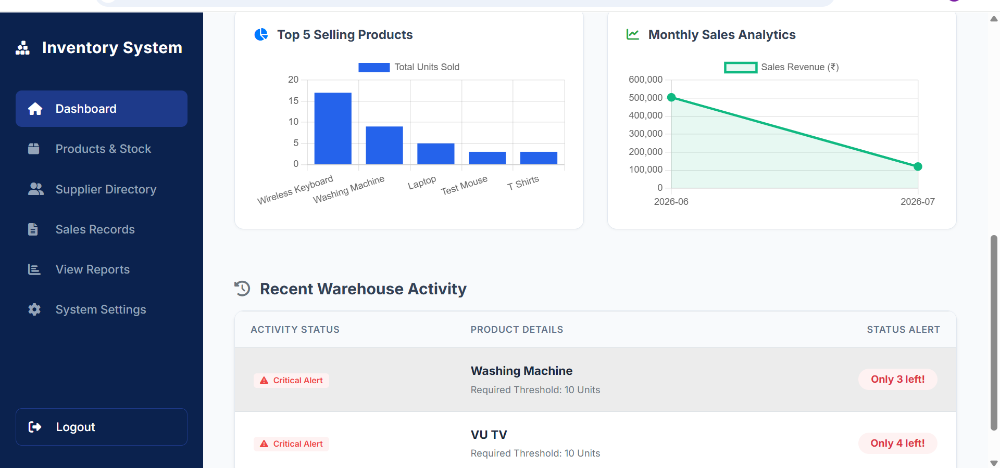 Inventory System
Dashboard
Products & Stock
Supplier Directory
Sales Records
View Reports
System Settings
Logout
Top 5 Selling Products
Total Units Sold
20
15
10
5
0
Wireless Keyboard
Washing Machine
Laptop
Test Mouse
T Shirts
Monthly Sales Analytics
Sales Revenue (₹)
600,000
500,000
400,000
300,000
200,000
100,000
0
2026-06
2026-07
Recent Warehouse Activity
ACTIVITY STATUS
PRODUCT DETAILS
STATUS ALERT
Critical Alert
Washing Machine
Required Threshold: 10 Units
Only 3 left!
Critical Alert
VU TV
Required Threshold: 10 Units
Only 4 left!